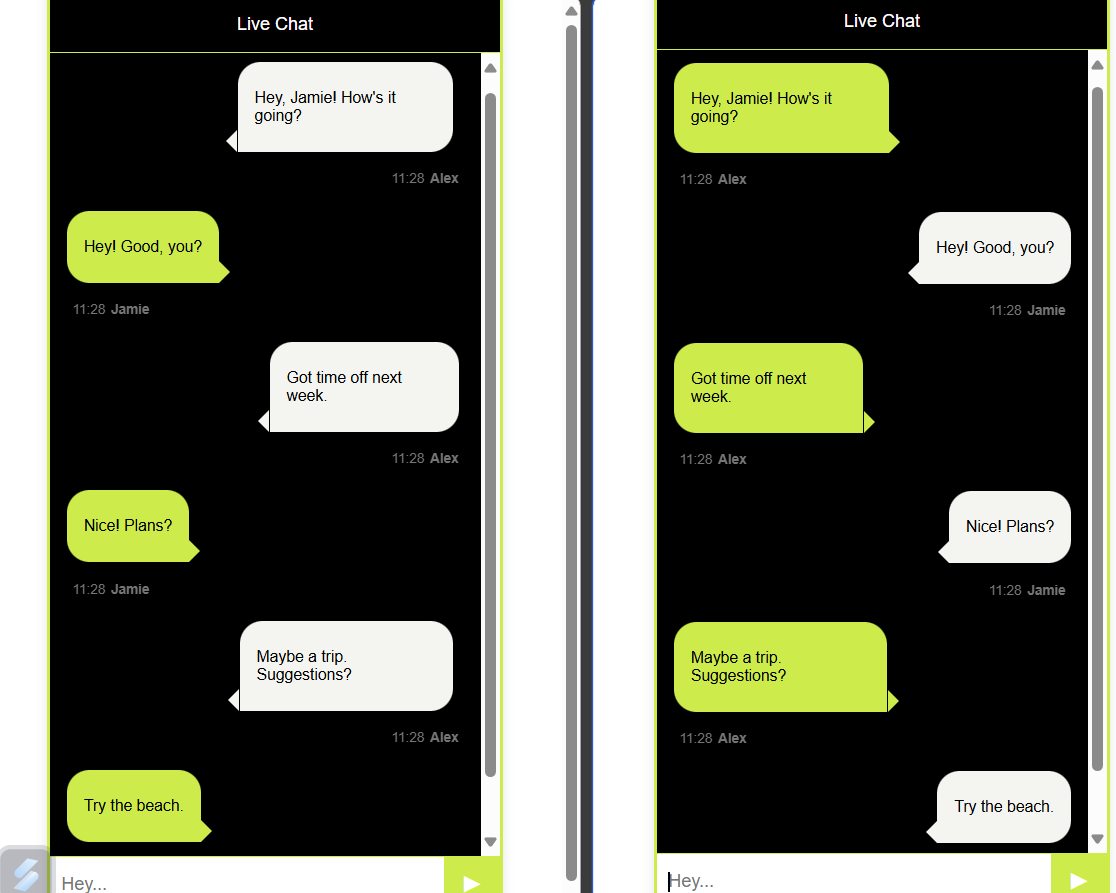 Live Chat
Hey, Jamie! How's it
going?
11:28 Alex
Hey! Good, you?
11:28 Jamie
Got time off next
week.
11:28 Alex
Nice! Plans?
11:28 Jamie
Maybe a trip.
Suggestions?
11:28 Alex
Try the beach.
Hey...
Live Chat
Hey, Jamie! How's it
going?
11:28 Alex
Hey! Good, you?
11:28 Jamie
Got time off next
week.
11:28 Alex
Nice! Plans?
11:28 Jamie
Maybe a trip.
Suggestions?
11:28 Alex
Try the beach.
Hey...